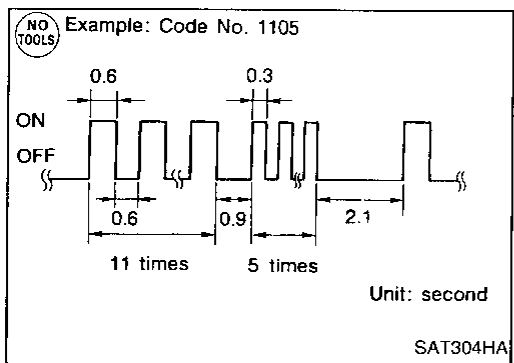 NO TOOLS
Example: Code No. 1105
0.6
0.3
ON
OFF
0.6
0.9
2.1
11 times
5 times
Unit: second
SAT304HA